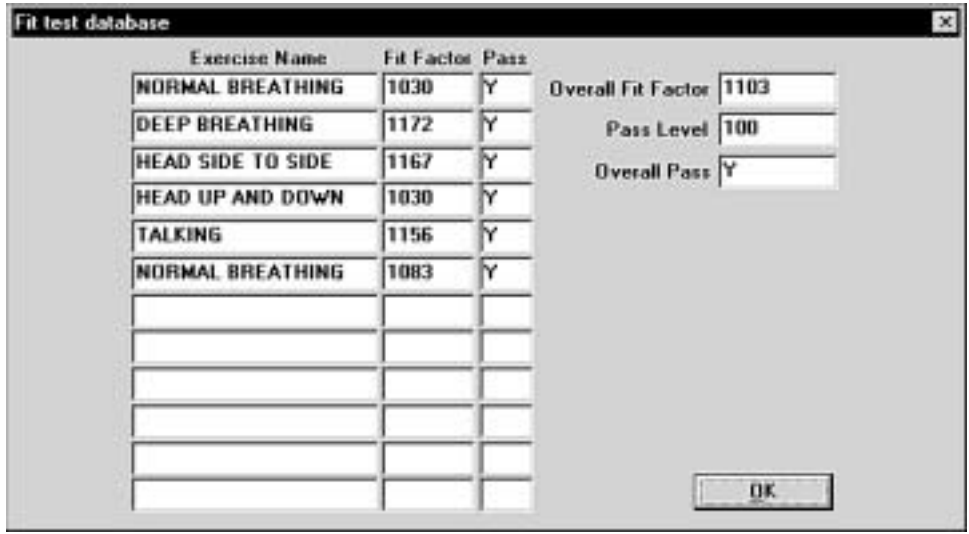 Fit test database
Exercise Name Fit Factor Pass
NORMAL BREATHING 1030 Y
DEEP BREATHING 1172 Y
HEAD SIDE TO SIDE 1167 Y
HEAD UP AND DOWN 1030 Y
TALKING 1156 Y
NORMAL BREATHING 1083 Y
Overall Fit Factor 1103
Pass Level 100
Overall Pass Y
OK